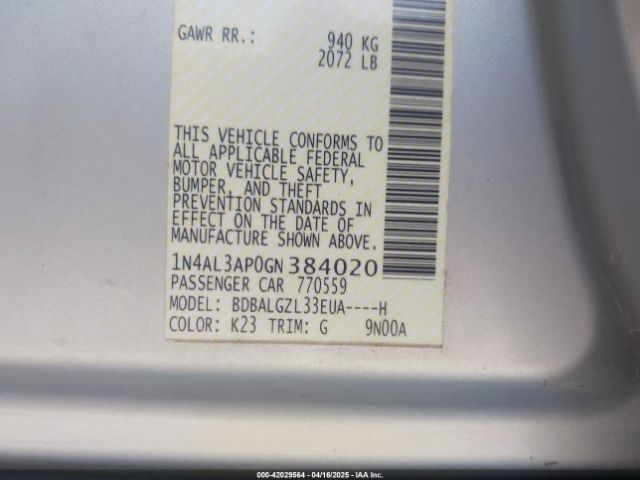 GAWR RR.: 940 KG
2072 LB
THIS VEHICLE CONFORMS TO
ALL APPLICABLE FEDERAL
MOTOR VEHICLE SAFETY,
BUMPER, AND THEFT
PREVENTION STANDARDS IN
EFFECT ON THE DATE OF
MANUFACTURE SHOWN ABOVE.
1N4AL3AP0GN384020
PASSENGER CAR 770559
MODEL: BDBALGZL33EUA----H
COLOR: K23 TRIM: G 9N00A
000-42029564 - 04/16/2025 - IAA Inc.